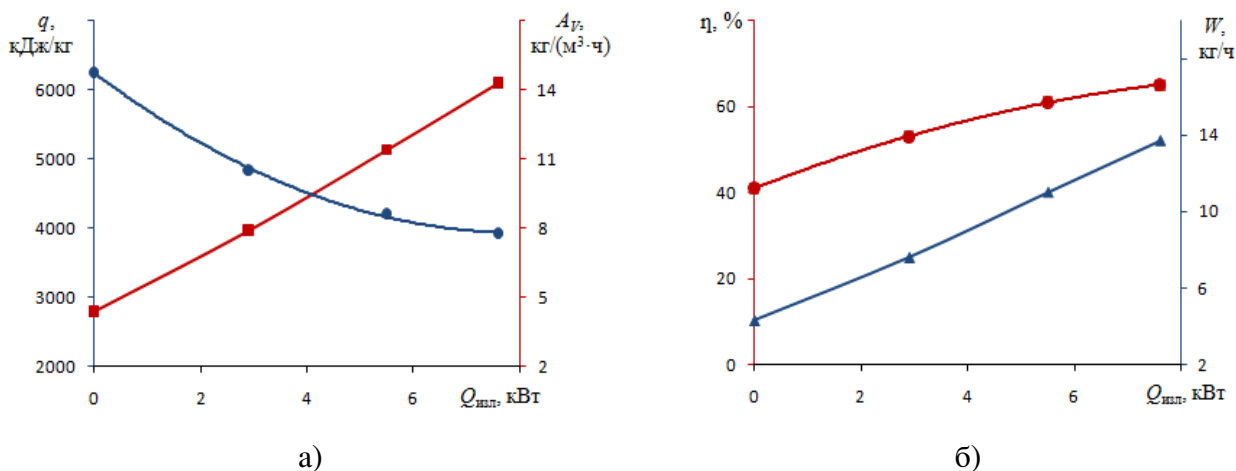 q,
кДж/кг
6000
5000
4000
3000
2000
A_V,
кг/(м³·ч)
14
11
8
5
2
0
2
4
6
Q_изл, кВт
а)
η, %
60
40
20
0
W,
кг/ч
14
10
6
2
0
2
4
6
Q_изл, кВт
б)